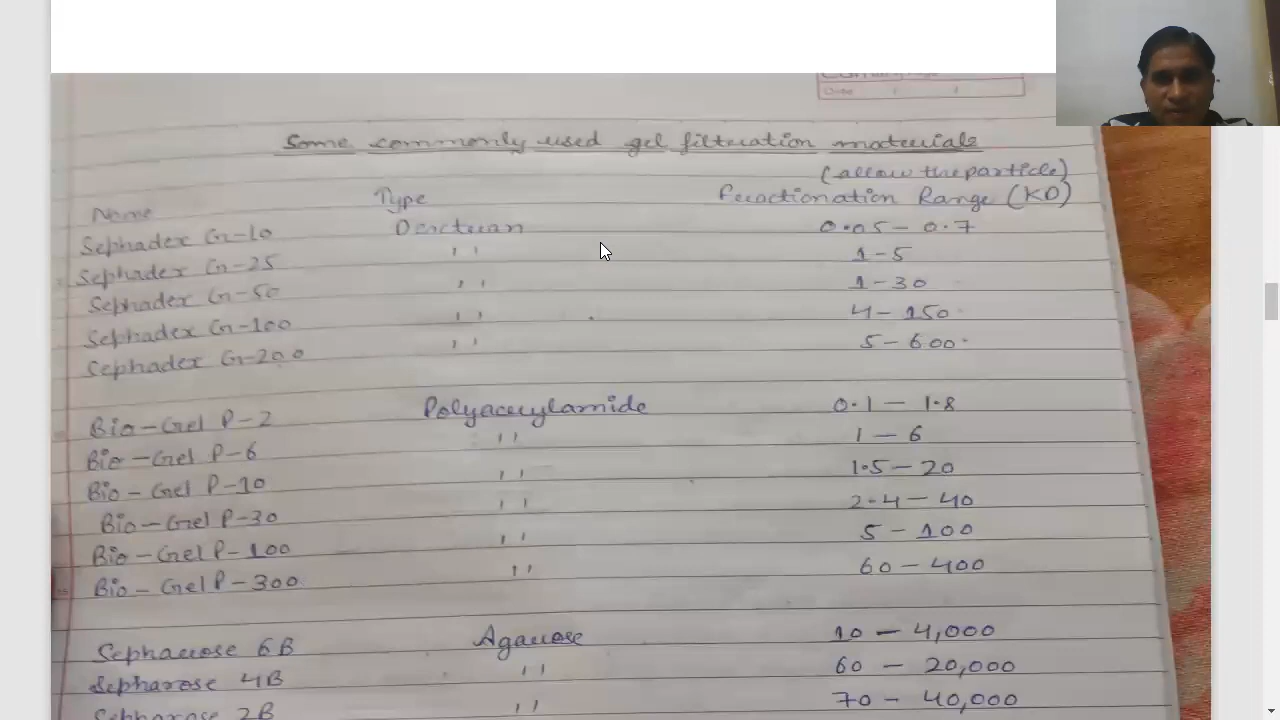 Date
Some commonly used gel filtration materials
(allow the particle)
Name Type Fractionation Range (KD)
Sephadex G-10 Dextran 0.05 - 0.7
Sephadex G-25 '' 1-5
Sephadex G-50 '' 1-30
Sephadex G-100 '' 4-150
Sephadex G-200 '' 5-600
Bio-Gel P-2 Polyacrylamide 0.1 - 1.8
Bio-Gel P-6 '' 1 - 6
Bio-Gel P-10 '' 1.5 - 20
Bio-Gel P-30 '' 2.4 - 40
Bio-Gel P-100 '' 5 - 100
Bio-Gel P-300 '' 60 - 400
Sepharose 6B Agarose 10 - 4,000
Sepharose 4B '' 60 - 20,000
Sepharose 2B '' 70 - 40,000